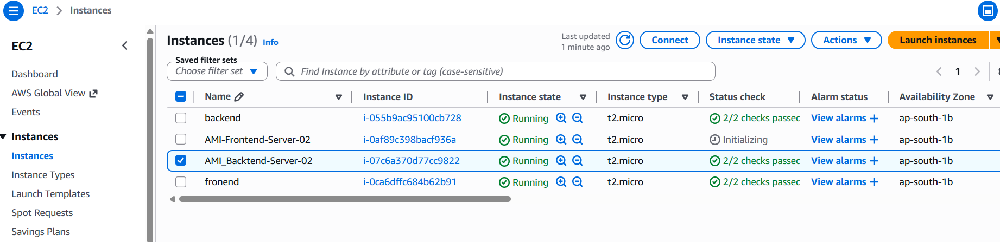 EC2 > Instances
EC2
Dashboard
AWS Global View
Events
Instances
Instances
Instance Types
Launch Templates
Spot Requests
Savings Plans
Instances (1/4) Info
Last updated
1 minute ago
Connect
Instance state
Actions
Launch instances
Saved filter sets
Choose filter set
Find Instance by attribute or tag (case-sensitive)
1
Name Instance ID Instance state Instance type Status check Alarm status Availability Zone
backend i-055b9ac95100cb728 Running t2.micro 2/2 checks passed View alarms + ap-south-1b
AMI-Frontend-Server-02 i-0af89c398bacf936a Running t2.micro Initializing View alarms + ap-south-1b
AMI_Backtend-Server-02 i-07c6a370d77cc9822 Running t2.micro 2/2 checks passed View alarms + ap-south-1b
fronend i-0ca6dffc684b62b91 Running t2.micro 2/2 checks passed View alarms + ap-south-1b